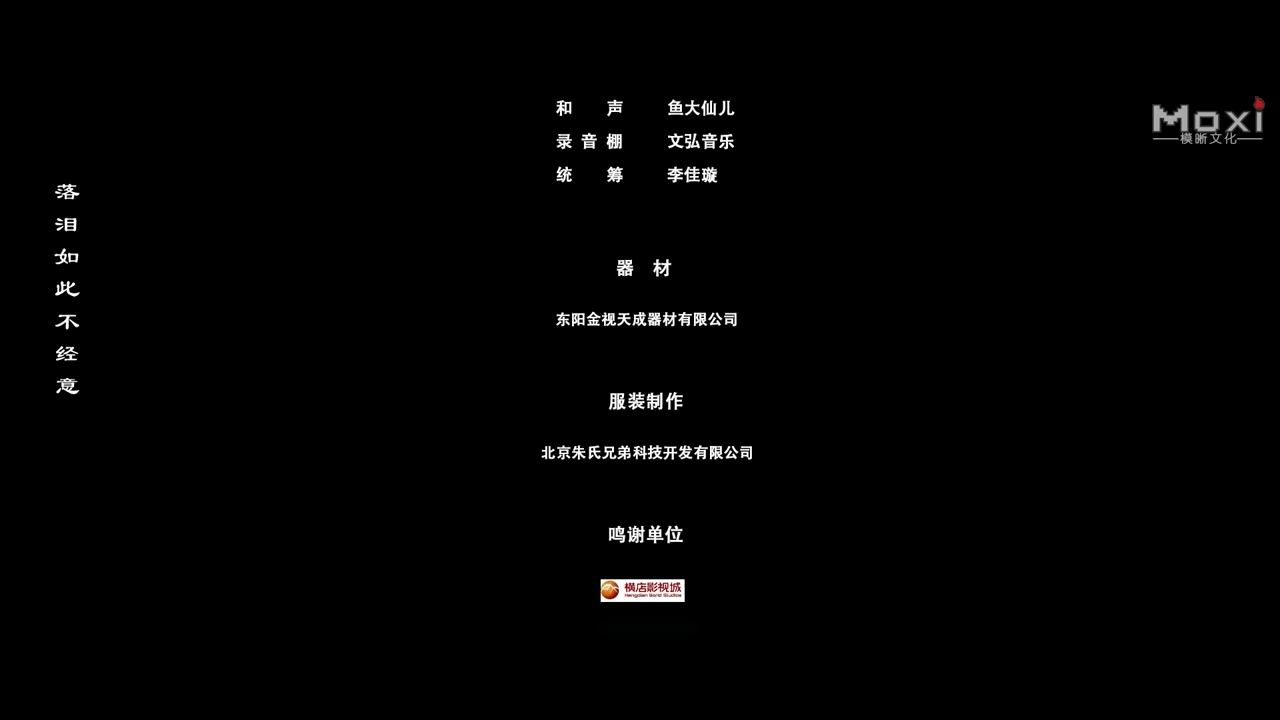 和 声 鱼大仙儿
录 音 棚 文弘音乐
统 筹 李佳璇
器 材
东阳金视天成器材有限公司
服装制作
北京朱氏兄弟科技开发有限公司
鸣谢单位
横店影视城
Hengdian World Studios
落泪如此不经意
Moxi
模晰文化